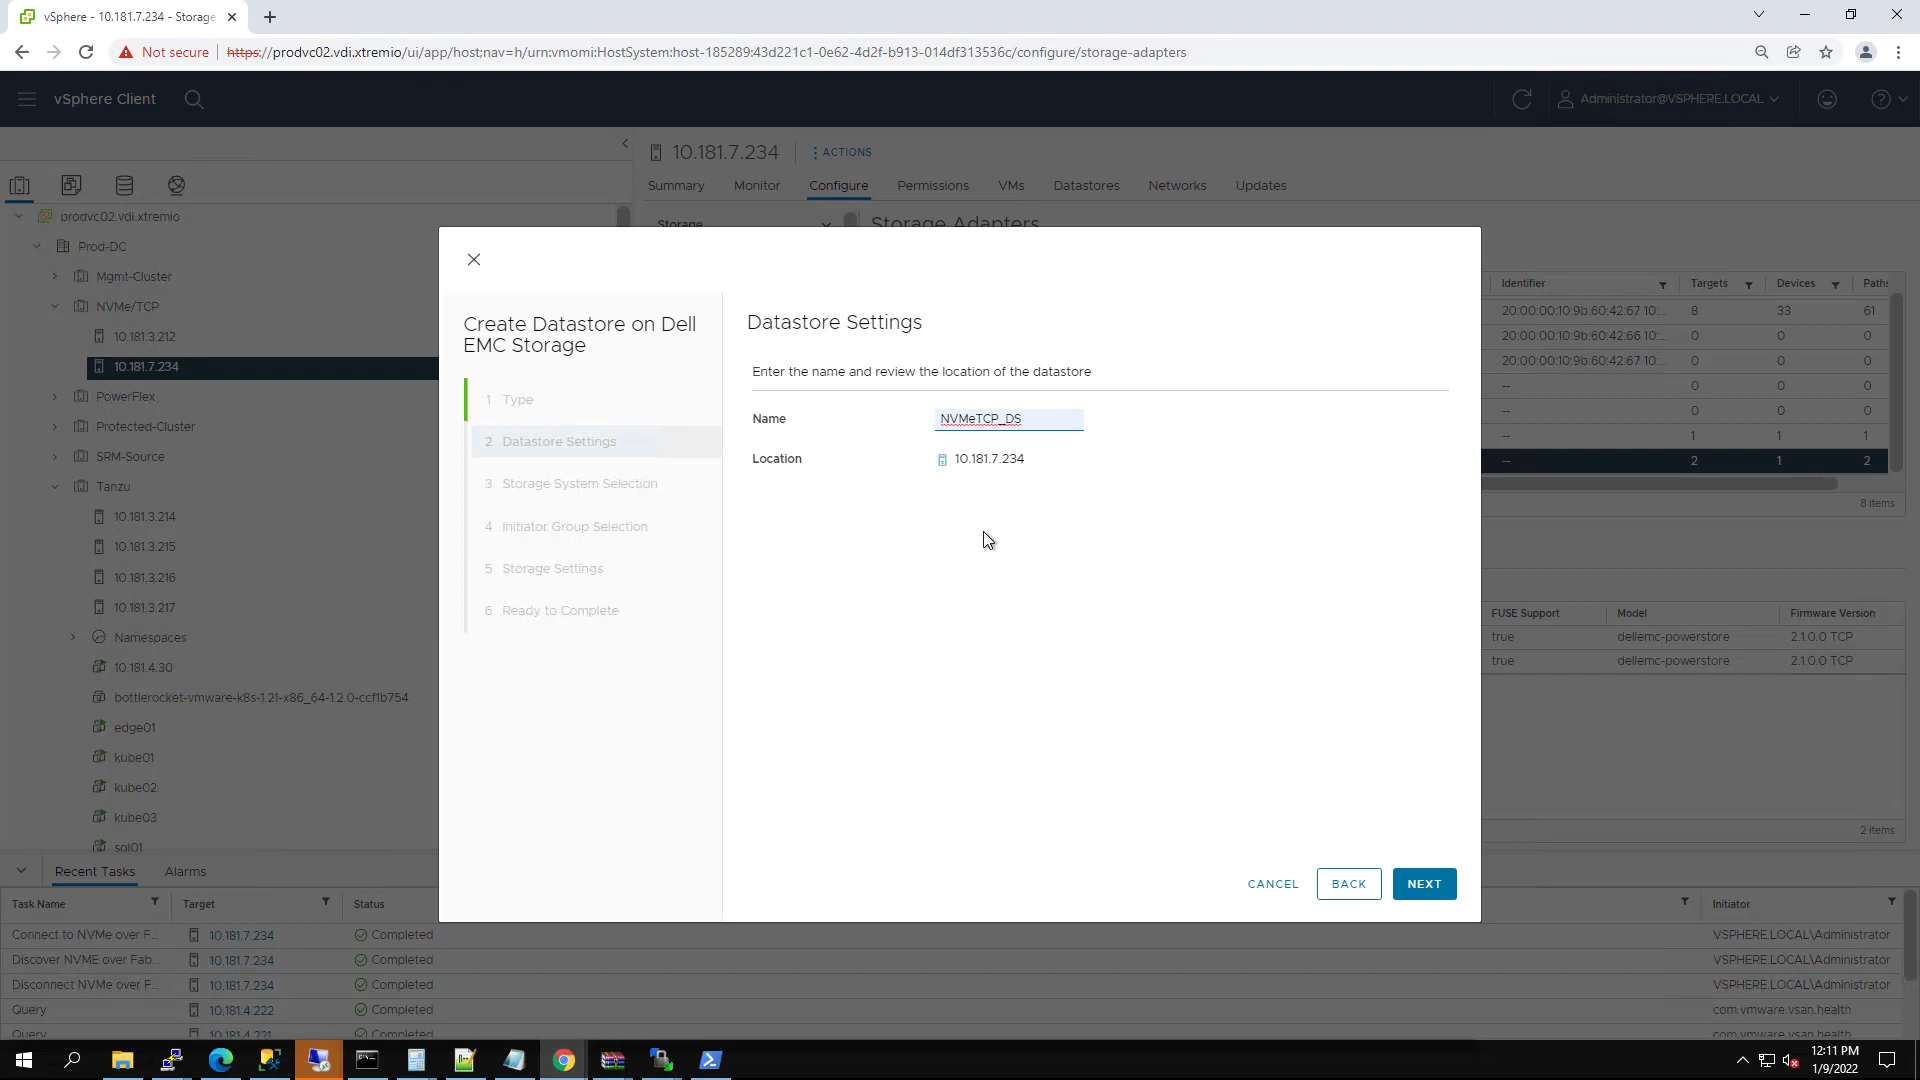 vSphere - 10.181.7.234 - Storage
Not secure
https://prodvc02.vdi.xtremio/ui/app/host;nav=h/urn:vmomi:HostSystem:host-185289:43d221c1-0e62-4d2f-b913-014df313536c/configure/storage-adapters
vSphere Client
Administrator@VSPHERE.LOCAL
10.181.7.234
ACTIONS
Summary
Monitor
Configure
Permissions
VMs
Datastores
Networks
Updates
prodvc02.vdi.xtremio
Prod-DC
Mgmt-Cluster
NVMe/TCP
10.181.3.212
10.181.7.234
PowerFlex
Protected-Cluster
SRM-Source
Tanzu
10.181.3.214
10.181.3.215
10.181.3.216
10.181.3.217
Namespaces
10.181.4.30
bottlerocket-vmware-k8s-1.21-x86_64-1.2.0-ccf1b754
edge01
kube01
kube02
kube03
sql01
Storage
Storage Adapters
Create Datastore on Dell
EMC Storage
1 Type
2 Datastore Settings
3 Storage System Selection
4 Initiator Group Selection
5 Storage Settings
6 Ready to Complete
Datastore Settings
Enter the name and review the location of the datastore
Name NVMeTCP_DS
Location 10.181.7.234
CANCEL
BACK
NEXT
Identifier Targets Devices Paths
20:00:00:10:9b:60:42:67 10:... 8 33 61
20:00:00:10:9b:60:42:66 10:... 0 0 0
20:00:00:10:9b:60:42:67 10:... 0 0 0
-- 0 0 0
-- 0 0 0
-- 1 1 1
-- 2 1 2
8 items
FUSE Support Model Firmware Version
true dellemc-powerstore 2.1.0.0 TCP
true dellemc-powerstore 2.1.0.0 TCP
2 items
Recent Tasks
Alarms
Task Name Target Status Initiator
Connect to NVMe over F... 10.181.7.234 Completed VSPHERE.LOCAL\Administrator
Discover NVME over Fab... 10.181.7.234 Completed VSPHERE.LOCAL\Administrator
Disconnect NVMe over F... 10.181.7.234 Completed VSPHERE.LOCAL\Administrator
Query 10.181.4.222 Completed com.vmware.vsan.health
Query 10.181.4.221 Completed com.vmware.vsan.health
12:11 PM
1/9/2022